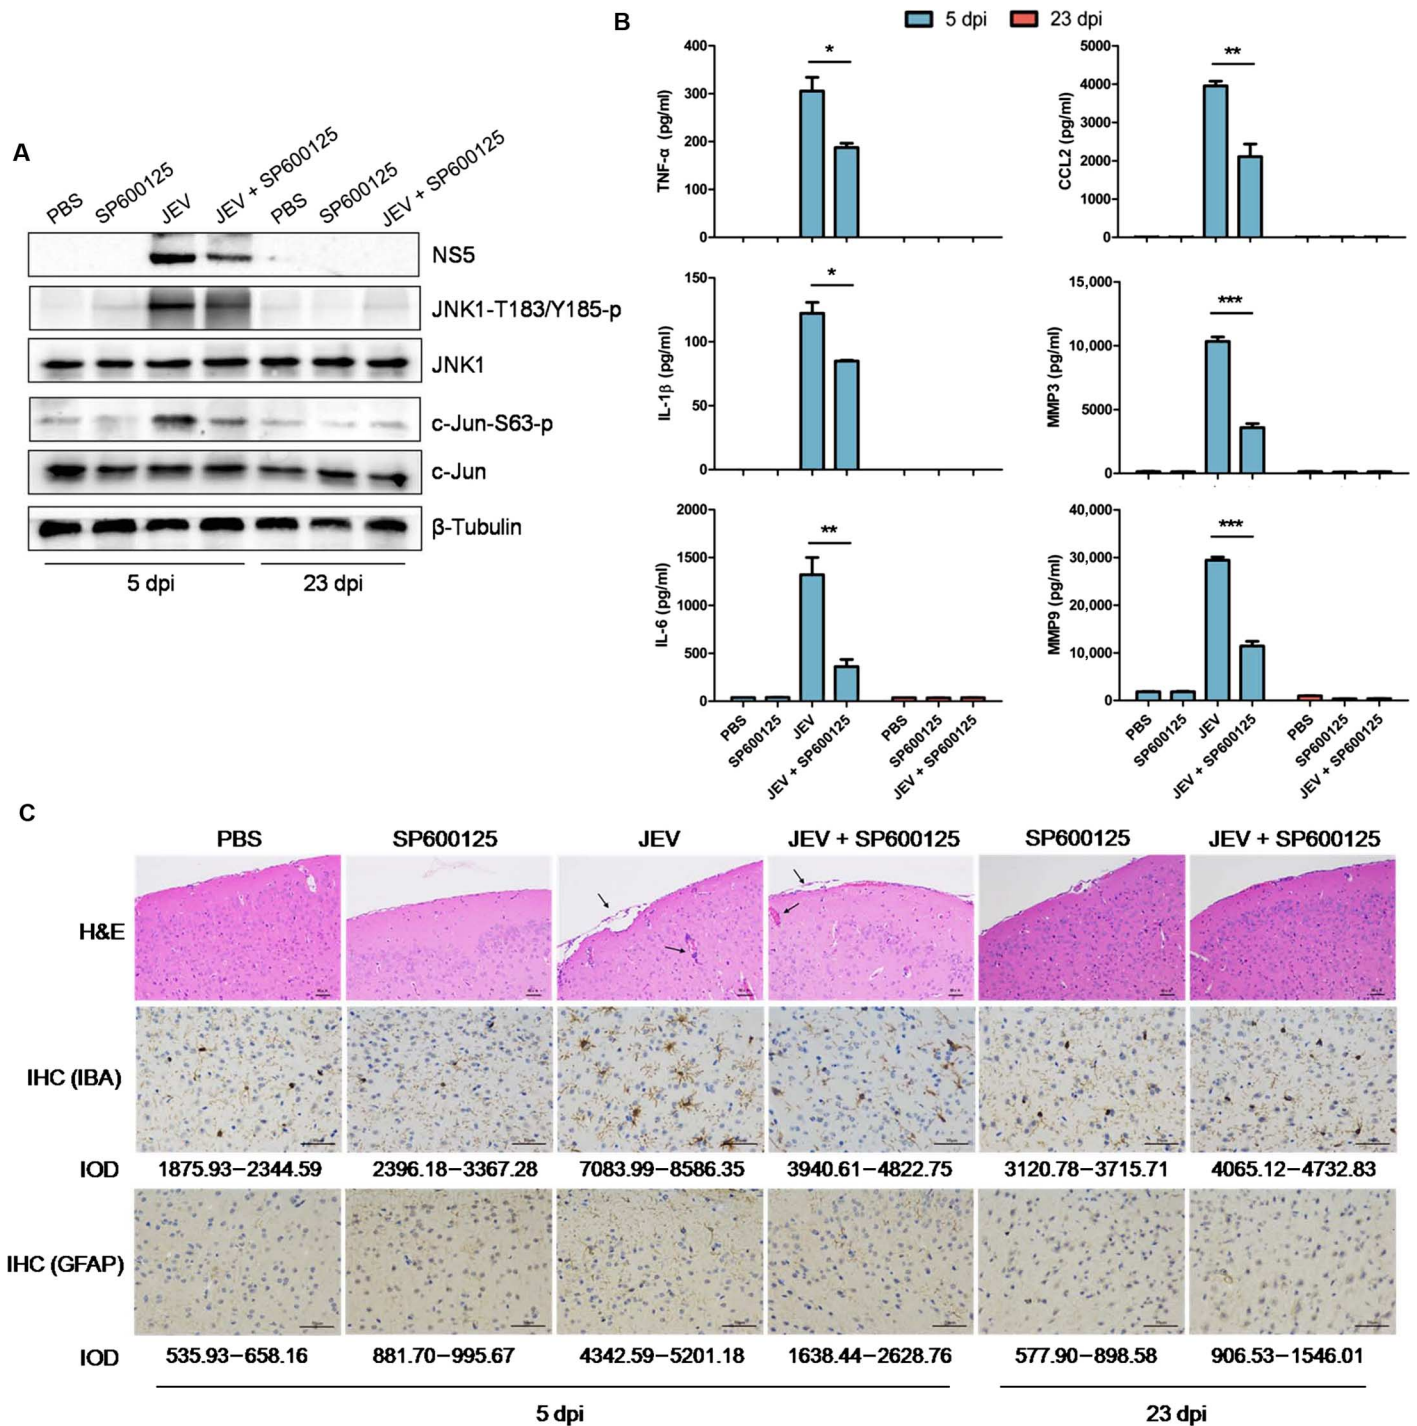 A
PBS
SP600125
JEV
JEV + SP600125
PBS
SP600125
JEV + SP600125
NS5
JNK1-T183/Y185-p
JNK1
c-Jun-S63-p
c-Jun
β-Tubulin
5 dpi
23 dpi
B
5 dpi
23 dpi
TNF-α (pg/ml)
400
300
200
100
0
*
CCL2 (pg/ml)
5000
4000
3000
2000
1000
0
**
IL-1β (pg/ml)
150
100
50
0
*
MMP3 (pg/ml)
15,000
10,000
5000
0
***
IL-6 (pg/ml)
2000
1500
1000
500
0
**
PBS
SP600125
JEV
JEV + SP600125
PBS
SP600125
JEV + SP600125
MMP9 (pg/ml)
40,000
30,000
20,000
10,000
0
***
PBS
SP600125
JEV
JEV + SP600125
PBS
SP600125
JEV + SP600125
C
PBS SP600125 JEV JEV + SP600125 SP600125 JEV + SP600125
H&E
IHC (IBA)
IOD 1875.93–2344.59 2396.18–3367.28 7083.99–8586.35 3940.61–4822.75 3120.78–3715.71 4065.12–4732.83
IHC (GFAP)
IOD 535.93–658.16 881.70–995.67 4342.59–5201.18 1638.44–2628.76 577.90–898.58 906.53–1546.01
5 dpi 23 dpi